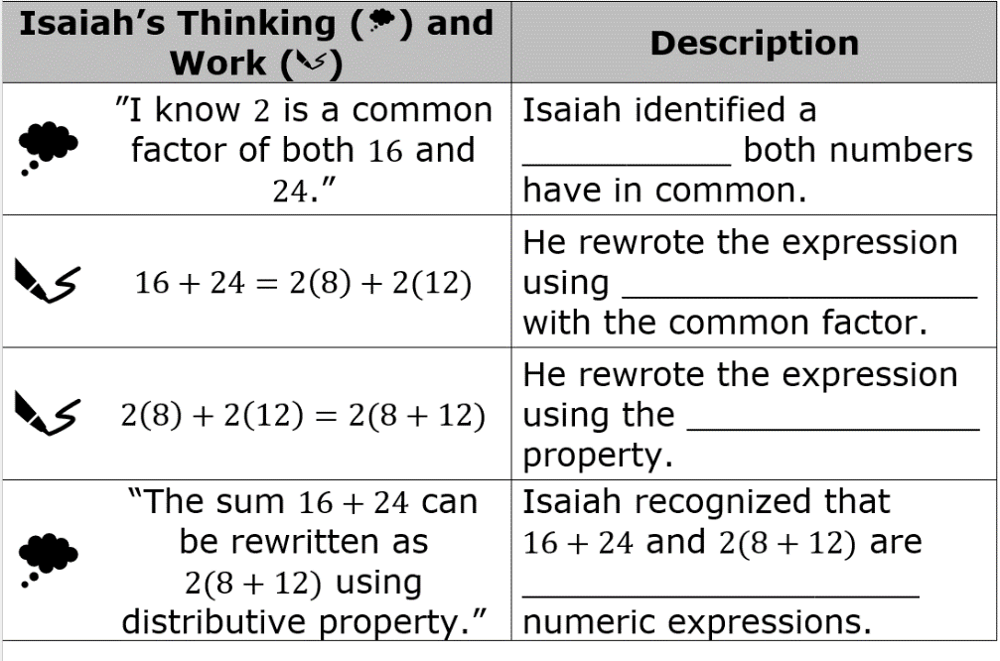 Isaiah’s Thinking ( ) and
Work ( )
Description
”I know 2 is a common
factor of both 16 and
24.”
Isaiah identified a
____________ both numbers
have in common.
16 + 24 = 2(8) + 2(12)
He rewrote the expression
using ____________________
with the common factor.
2(8) + 2(12) = 2(8 + 12)
He rewrote the expression
using the _________________
property.
“The sum 16 + 24 can
be rewritten as
2(8 + 12) using
distributive property.”
Isaiah recognized that
16 + 24 and 2(8 + 12) are
_______________________
numeric expressions.